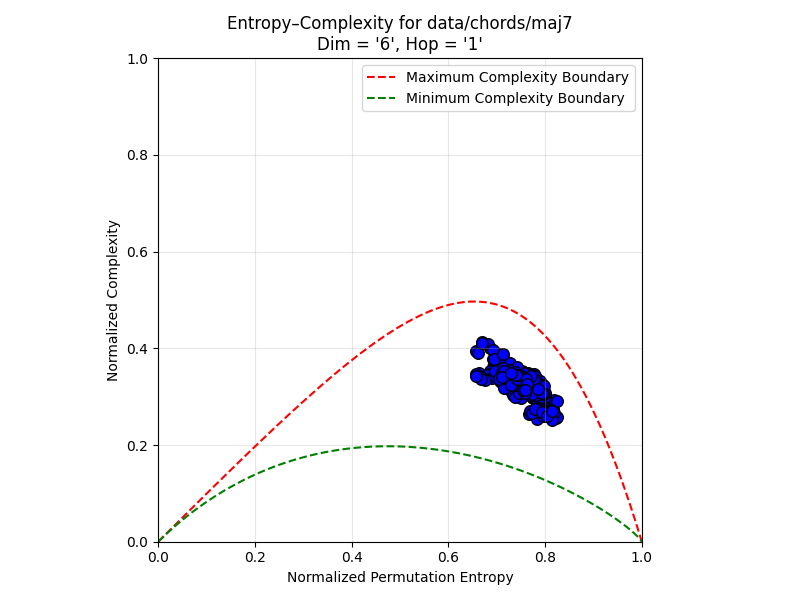 Entropy–Complexity for data/chords/maj7
Dim = '6', Hop = '1'
Maximum Complexity Boundary
Minimum Complexity Boundary
Normalized Complexity
1.0
0.8
0.6
0.4
0.2
0.0
0.0 0.2 0.4 0.6 0.8 1.0
Normalized Permutation Entropy